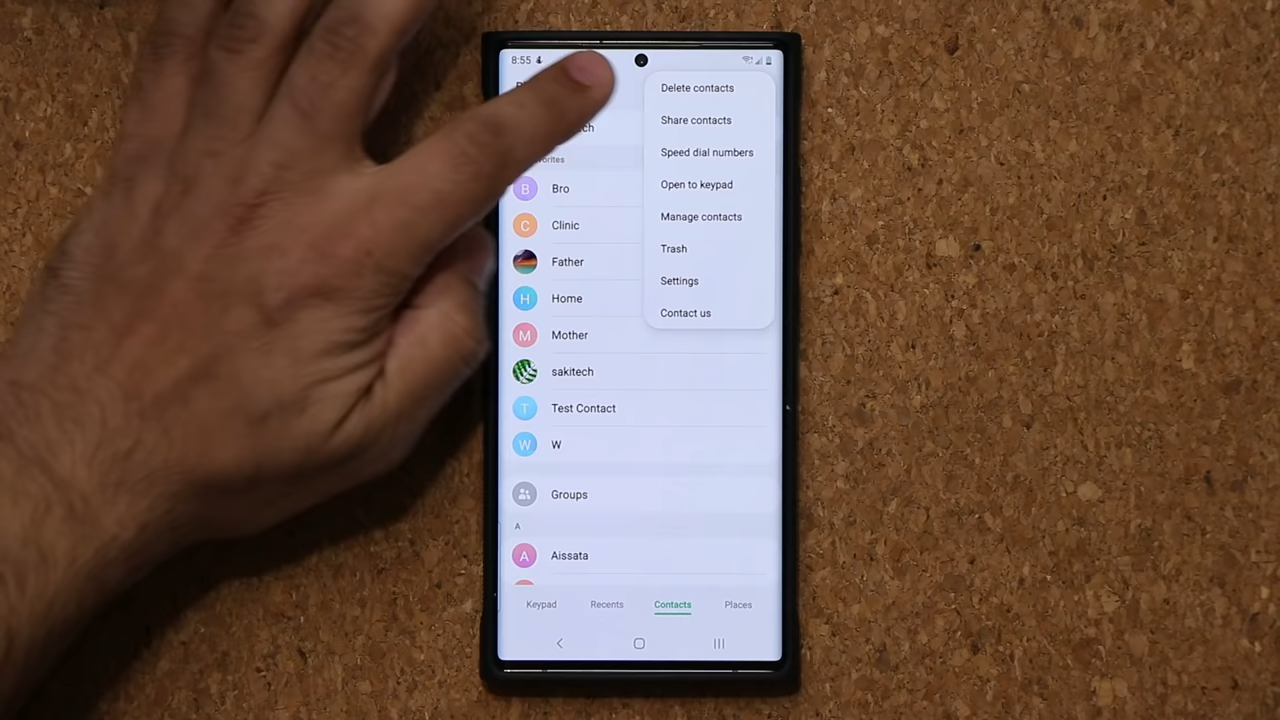 8:55
Delete contacts
Share contacts
Speed dial numbers
Open to keypad
Manage contacts
Trash
Settings
Contact us
B Bro
C Clinic
Father
H Home
M Mother
sakitech
T Test Contact
W W
Groups
A
A Aissata
Keypad Recents Contacts Places